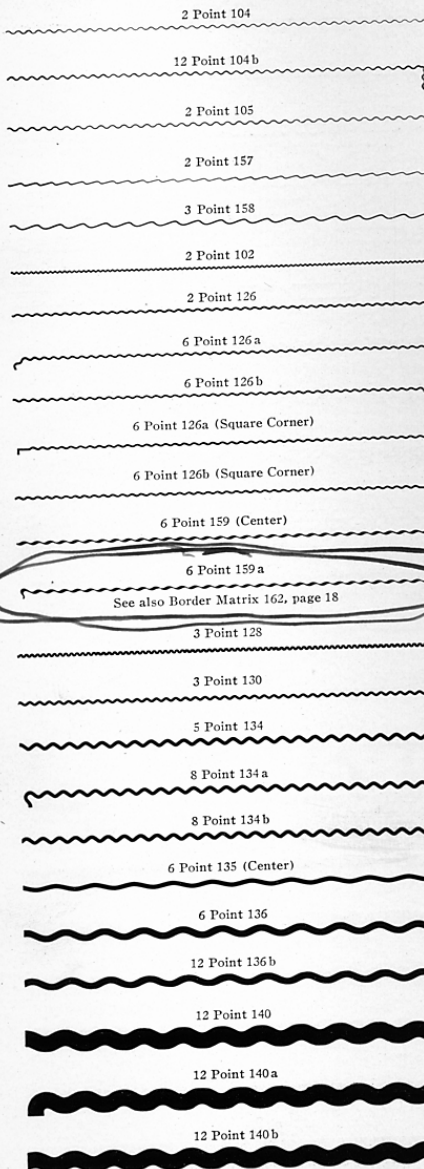 2 Point 104
12 Point 104b
2 Point 105
2 Point 157
3 Point 158
2 Point 102
2 Point 126
6 Point 126a
6 Point 126b
6 Point 126a (Square Corner)
6 Point 126b (Square Corner)
6 Point 159 (Center)
6 Point 159a
See also Border Matrix 162, page 18
3 Point 128
3 Point 130
5 Point 134
8 Point 134a
8 Point 134b
6 Point 135 (Center)
6 Point 136
12 Point 136b
12 Point 140
12 Point 140a
12 Point 140b